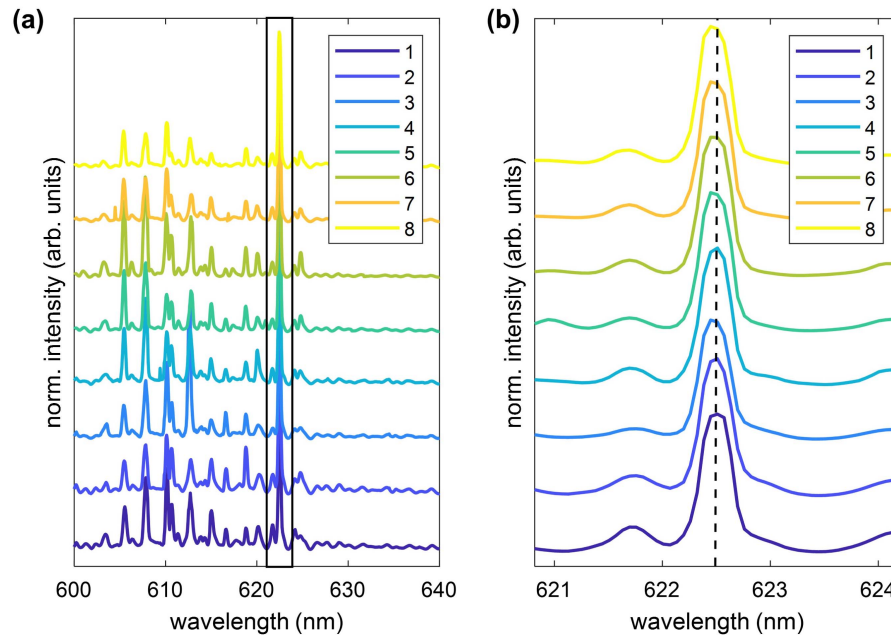 (a)
norm. intensity (arb. units)
1
2
3
4
5
6
7
8
600 610 620 630 640
wavelength (nm)
(b)
norm. intensity (arb. units)
1
2
3
4
5
6
7
8
621 622 623 624
wavelength (nm)